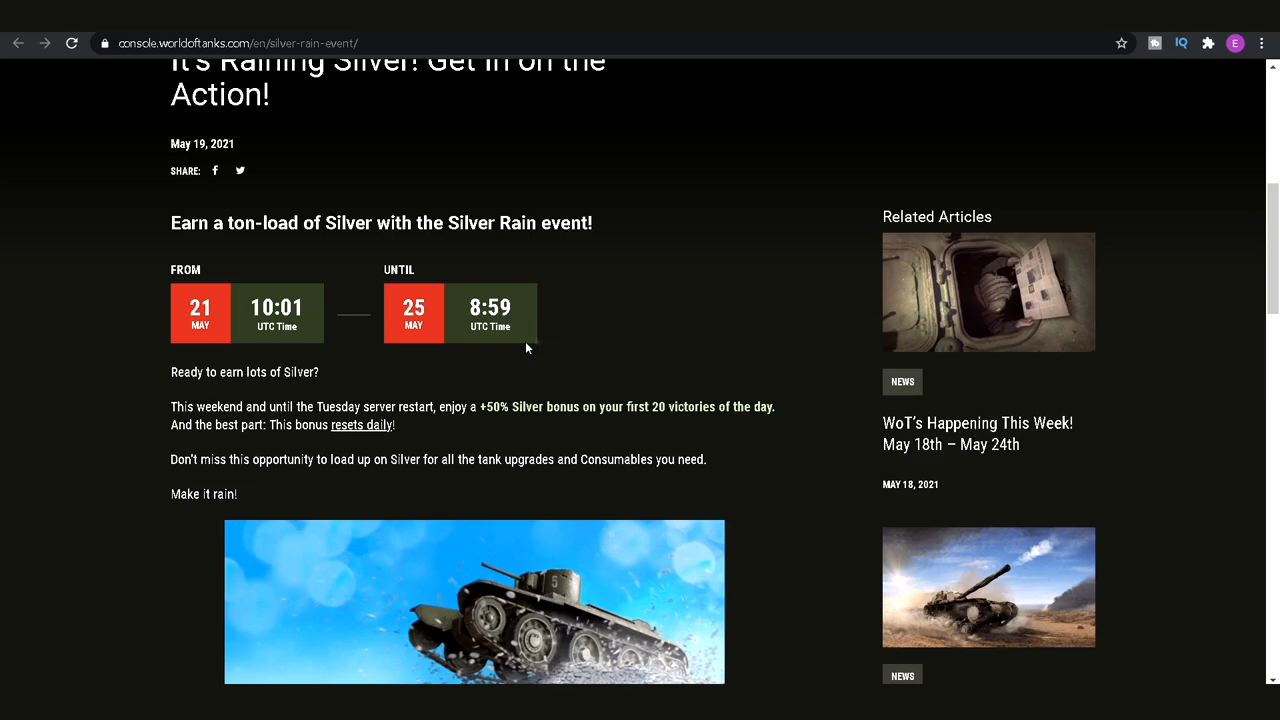 console.worldoftanks.com/en/silver-rain-event/
IQ
E
It's Raining Silver! Get in on the
Action!
May 19, 2021
SHARE:
Earn a ton-load of Silver with the Silver Rain event!
FROM
21
MAY
10:01
UTC Time
UNTIL
25
MAY
8:59
UTC Time
Ready to earn lots of Silver?
This weekend and until the Tuesday server restart, enjoy a +50% Silver bonus on your first 20 victories of the day.
And the best part: This bonus resets daily!
Don't miss this opportunity to load up on Silver for all the tank upgrades and Consumables you need.
Make it rain!
5
Related Articles
NEWS
WoT's Happening This Week!
May 18th – May 24th
MAY 18, 2021
NEWS